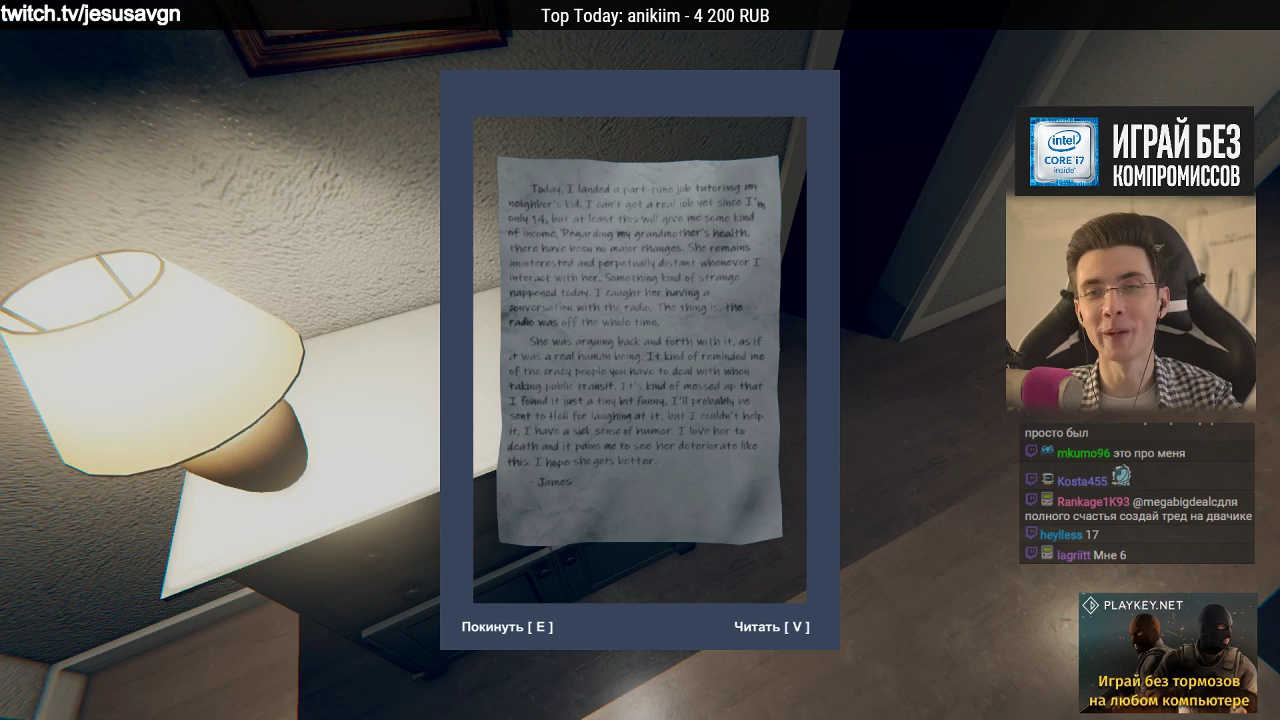 twitch.tv/jesusavgn
Top Today: anikiim - 4 200 RUB
Today, I landed a part-time job tutoring my
neighbor's kid. I can't get a real job yet since I'm
only 14, but at least this will give me some kind
of income. Regarding my grandmother's health,
there have been no major changes. She remains
uninterested and perpetually distant whenever I
interact with her. Something kind of strange
happened today. I caught her having a
conversation with the radio. The thing is, the
radio was off the whole time.
She was arguing back and forth with it, as if
it was a real human being. It kind of reminded me
of the crazy people you have to deal with when
taking public transit. It's kind of messed up that
I found it just a tiny bit funny, I'll probably be
sent to Hell for laughing at it, but I couldn't help
it, I have a sick sense of humor. I love her to
death and it pains me to see her deteriorate like
this. I hope she gets better.
- James
Покинуть [ E ]
Читать [ V ]
intel
CORE i7
inside
ИГРАЙ БЕЗ
КОМПРОМИССОВ
просто был
mkumo96 это про меня
Kosta455
Rankage1K93 @megabigdealcдля
полного счастья создай тред на двачике
heylless 17
lagriitt Мне 6
PLAYKEY.NET
Играй без тормозов
на любом компьютере